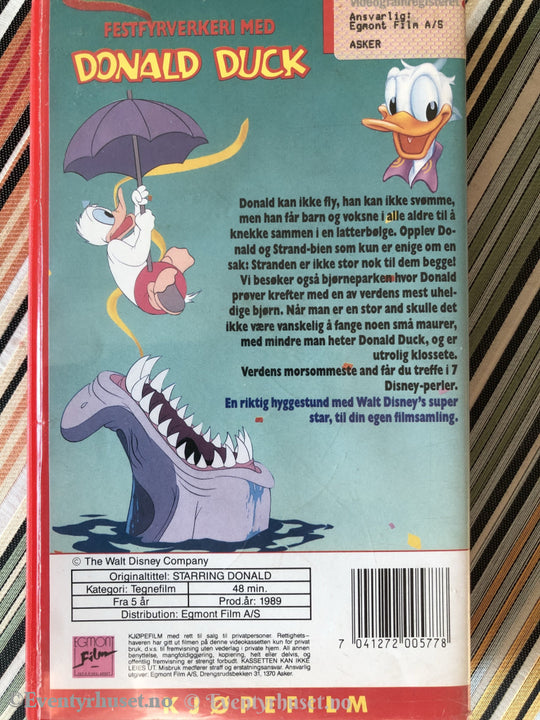 videogramregisteret
Ansvarlig:
Egmont Film A/S
ASKER
FESTFYRVERKERI MED
DONALD DUCK
Donald kan ikke fly, han kan ikke svømme,
men han får barn og voksne i alle aldre til å
knekke sammen i en latterbølge. Opplev Do-
nald og Strand-bien som kun er enige om en
sak: Stranden er ikke stor nok til dem begge!
Vi besøker også bjørneparken hvor Donald
prøver krefter med en av verdens mest uhel-
dige bjørn. Når man er en stor and skulle det
ikke være vanskelig å fange noen små maurer,
med mindre man heter Donald Duck, og er
utrolig klossete.
Verdens morsommeste and får du treffe i 7
Disney-perler.
En riktig hyggestund med Walt Disney's super
star, til din egen filmsamling.
© The Walt Disney Company
Originaltittel: STARRING DONALD
Kategori: Tegnefilm 48 min.
Fra 5 år Prod.år: 1989
Distribution: Egmont Film A/S
EGMONT
Film
KJØPEFILM med rett til salg til privatpersoner. Rettighets-
haveren har gitt ut filmen på denne videokassetten kun for privat
bruk, d.v.s. til fremvisning uten vederlag i private hjem. All annen
benyttelse, mangfoldiggjøring, kopiering, helt eller delvis, og
offentlig fremvisning er strengt forbudt. KASSETTEN KAN IKKE
LEIES UT. Misbruk medfører straff og erstatningsansvar. Ansvarlig
utgiver: Egmont Film A/S, Drengsrudsbekken 31, 1370 Asker.
7 041272 005778
© Eventyrhuset.no Eventyrhuset.no
KJØPEFILM